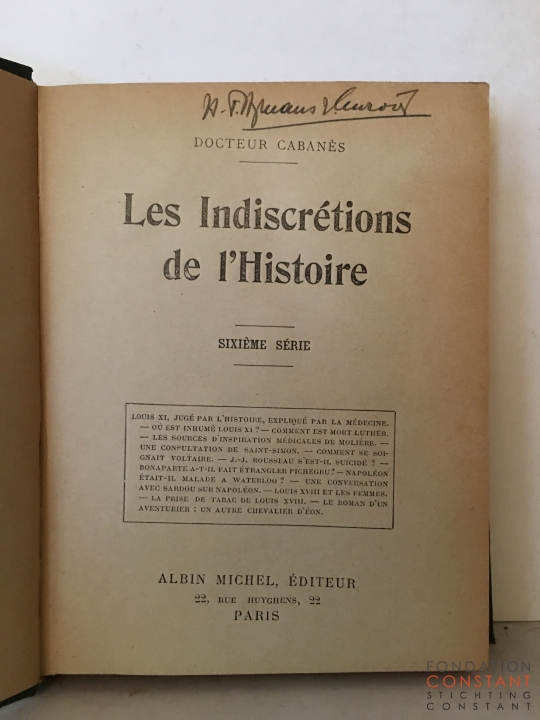 DOCTEUR CABANÈS
Les Indiscrétions
de l'Histoire
SIXIÈME SÉRIE
LOUIS XI, JUGÉ PAR L'HISTOIRE, EXPLIQUÉ PAR LA MÉDECINE.
— OÙ EST INHUMÉ LOUIS XI ? — COMMENT EST MORT LUTHER.
— LES SOURCES D'INSPIRATION MÉDICALES DE MOLIÈRE. —
UNE CONSULTATION DE SAINT-SIMON. — COMMENT SE SOI-
GNAIT VOLTAIRE. — J.-J. ROUSSEAU S'EST-IL SUICIDÉ ? —
BONAPARTE A-T-IL FAIT ÉTRANGLER PICHEGRU ? — NAPOLÉON
ÉTAIT-IL MALADE A WATERLOO ? — UNE CONVERSATION
AVEC SARDOU SUR NAPOLÉON. — LOUIS XVIII ET LES FEMMES.
— LA PRISE DE TABAC DE LOUIS XVIII. — LE ROMAN D'UN
AVENTURIER : UN AUTRE CHEVALIER D'ÉON.
ALBIN MICHEL, ÉDITEUR
22, RUE HUYGHENS, 22
PARIS
FONDATION
CONSTANT
STICHTING
CONSTANT